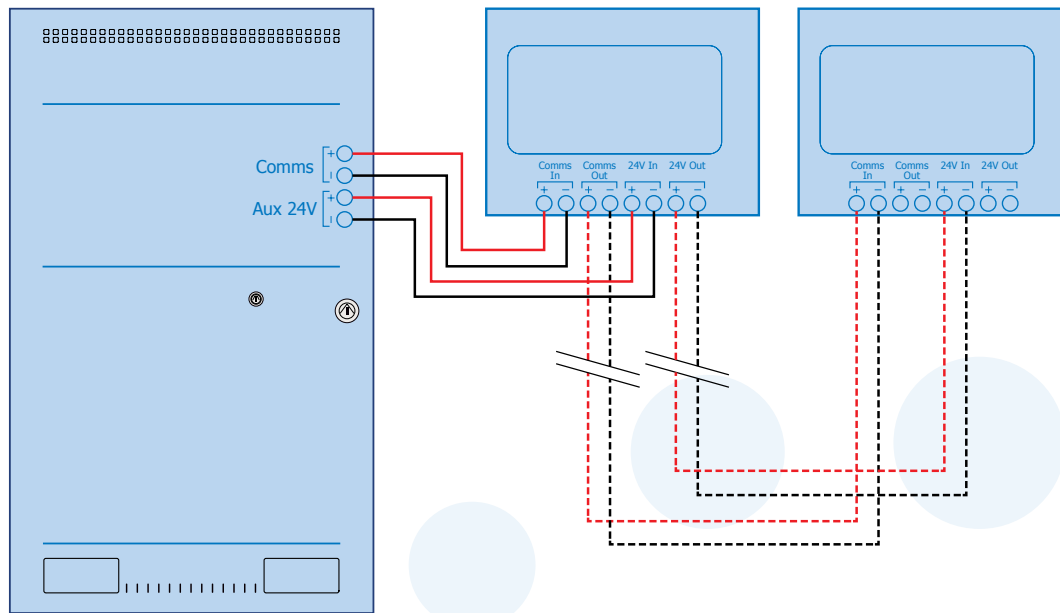 Comms + –
Aux 24V + –
Comms In Comms Out 24V In 24V Out
+ – + – + – + –
Comms In Comms Out 24V In 24V Out
+ – + –